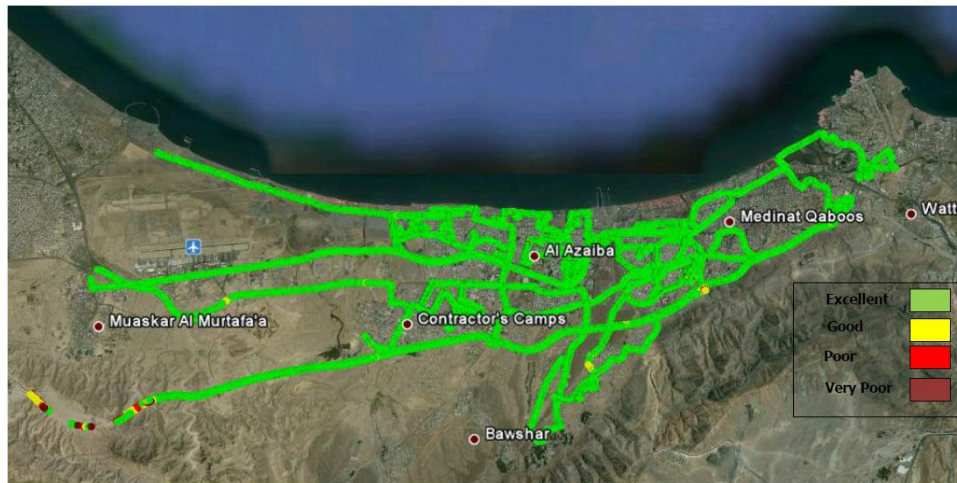 Medinat Qaboos
Watt
Al Azaiba
Excellent
Good
Poor
Very Poor
Muaskar Al Murtafa'a
Contractor's Camps
Bawshar